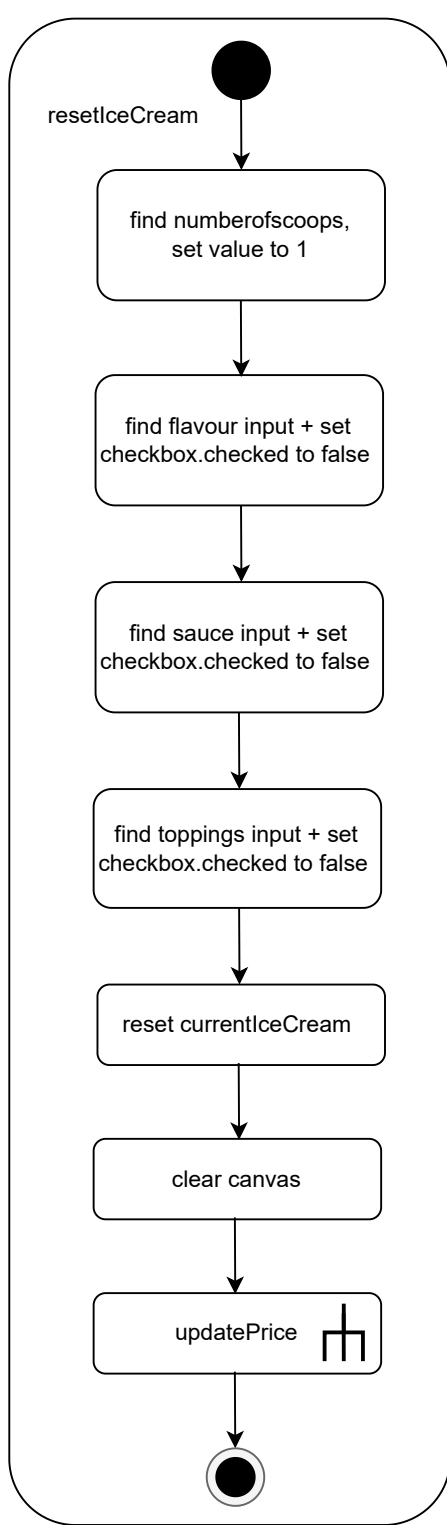 resetIceCream
find numberofscoops,
set value to 1
find flavour input + set
checkbox.checked to false
find sauce input + set
checkbox.checked to false
find toppings input + set
checkbox.checked to false
reset currentIceCream
clear canvas
updatePrice